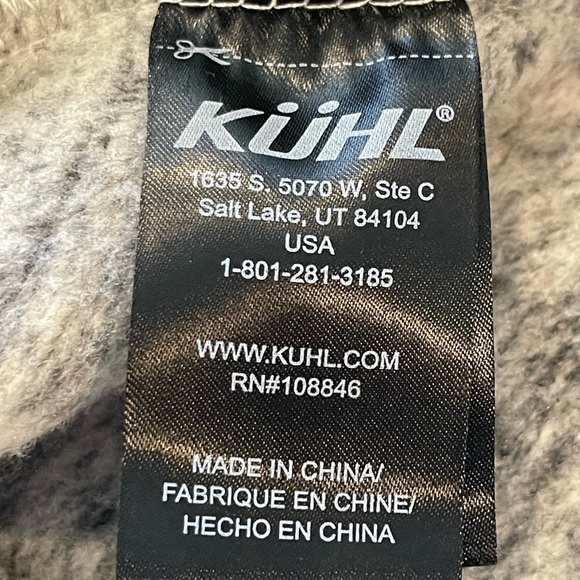 KÜHL®
1635 S. 5070 W, Ste C
Salt Lake, UT 84104
USA
1-801-281-3185
WWW.KUHL.COM
RN#108846
MADE IN CHINA/
FABRIQUE EN CHINE/
HECHO EN CHINA